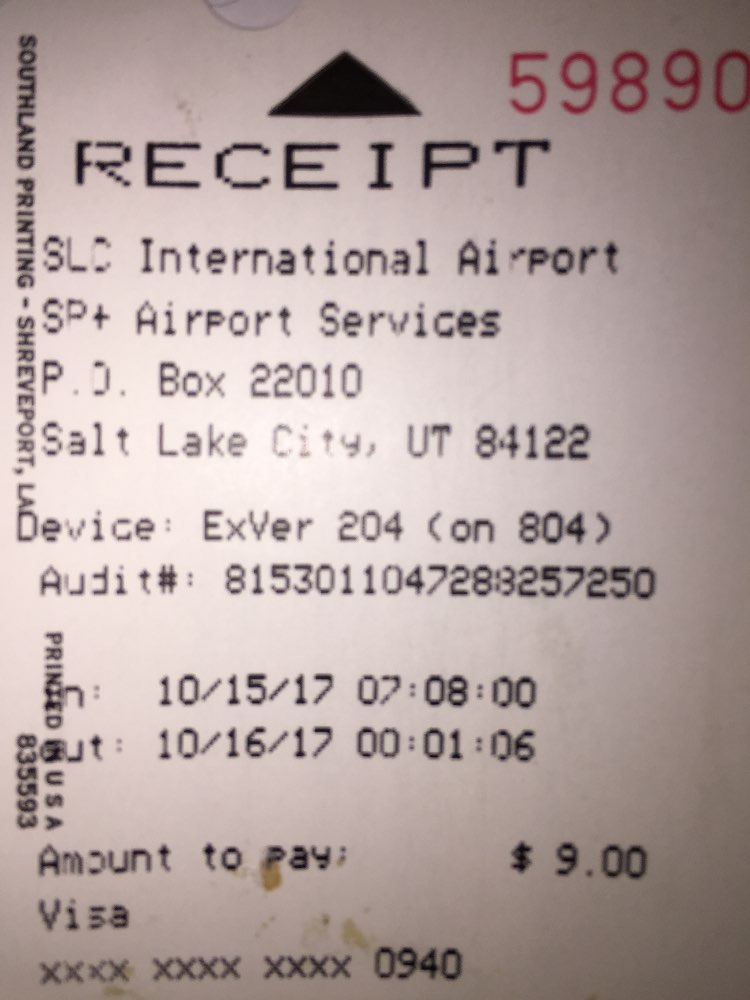 59890
RECEIPT
SLC International Airport
SP+ Airport Services
P.O. Box 22010
Salt Lake City, UT 84122
Device: ExVer 204 (on 804)
Audit#: 8153011047288257250
In: 10/15/17 07:08:00
Out: 10/16/17 00:01:06
Amount to pay: $ 9.00
Visa
xxxx xxxx xxxx 0940
SOUTHLAND PRINTING - SHREVEPORT, LA
PRINTED IN U S A
835593